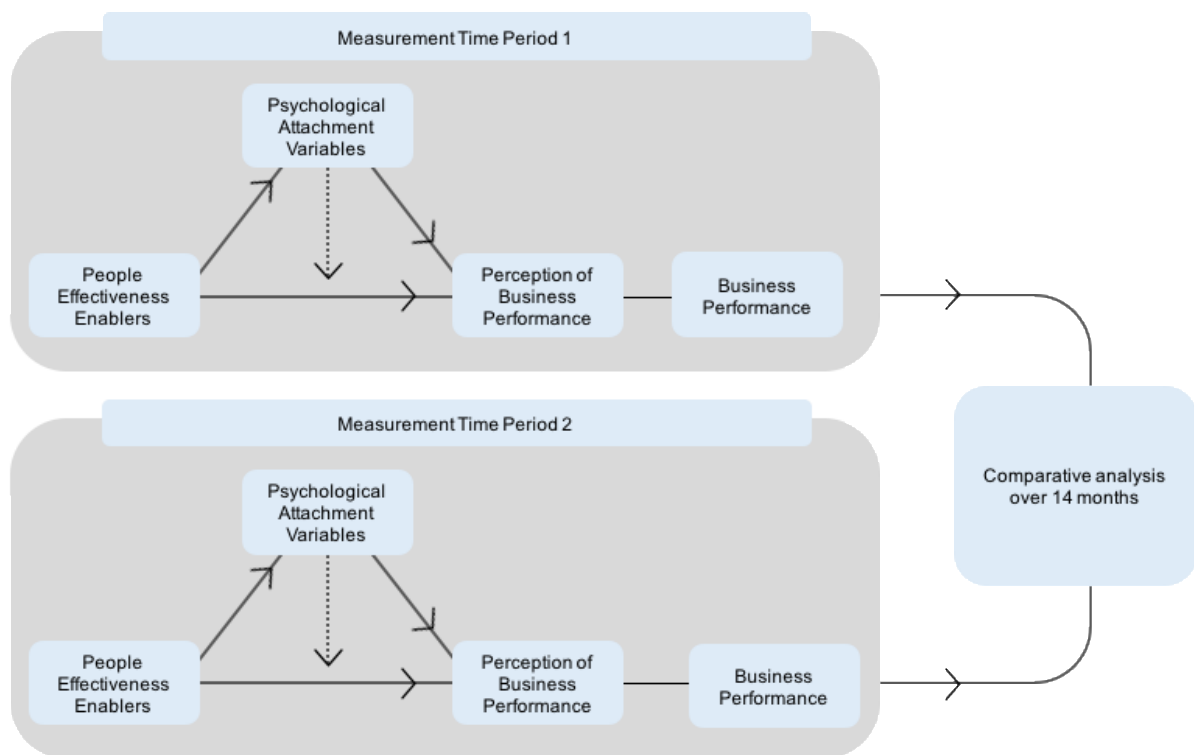 Measurement Time Period 1
Psychological
Attachment
Variables
People
Effectiveness
Enablers
Perception of
Business
Performance
Business
Performance
Measurement Time Period 2
Psychological
Attachment
Variables
People
Effectiveness
Enablers
Perception of
Business
Performance
Business
Performance
Comparative analysis
over 14 months